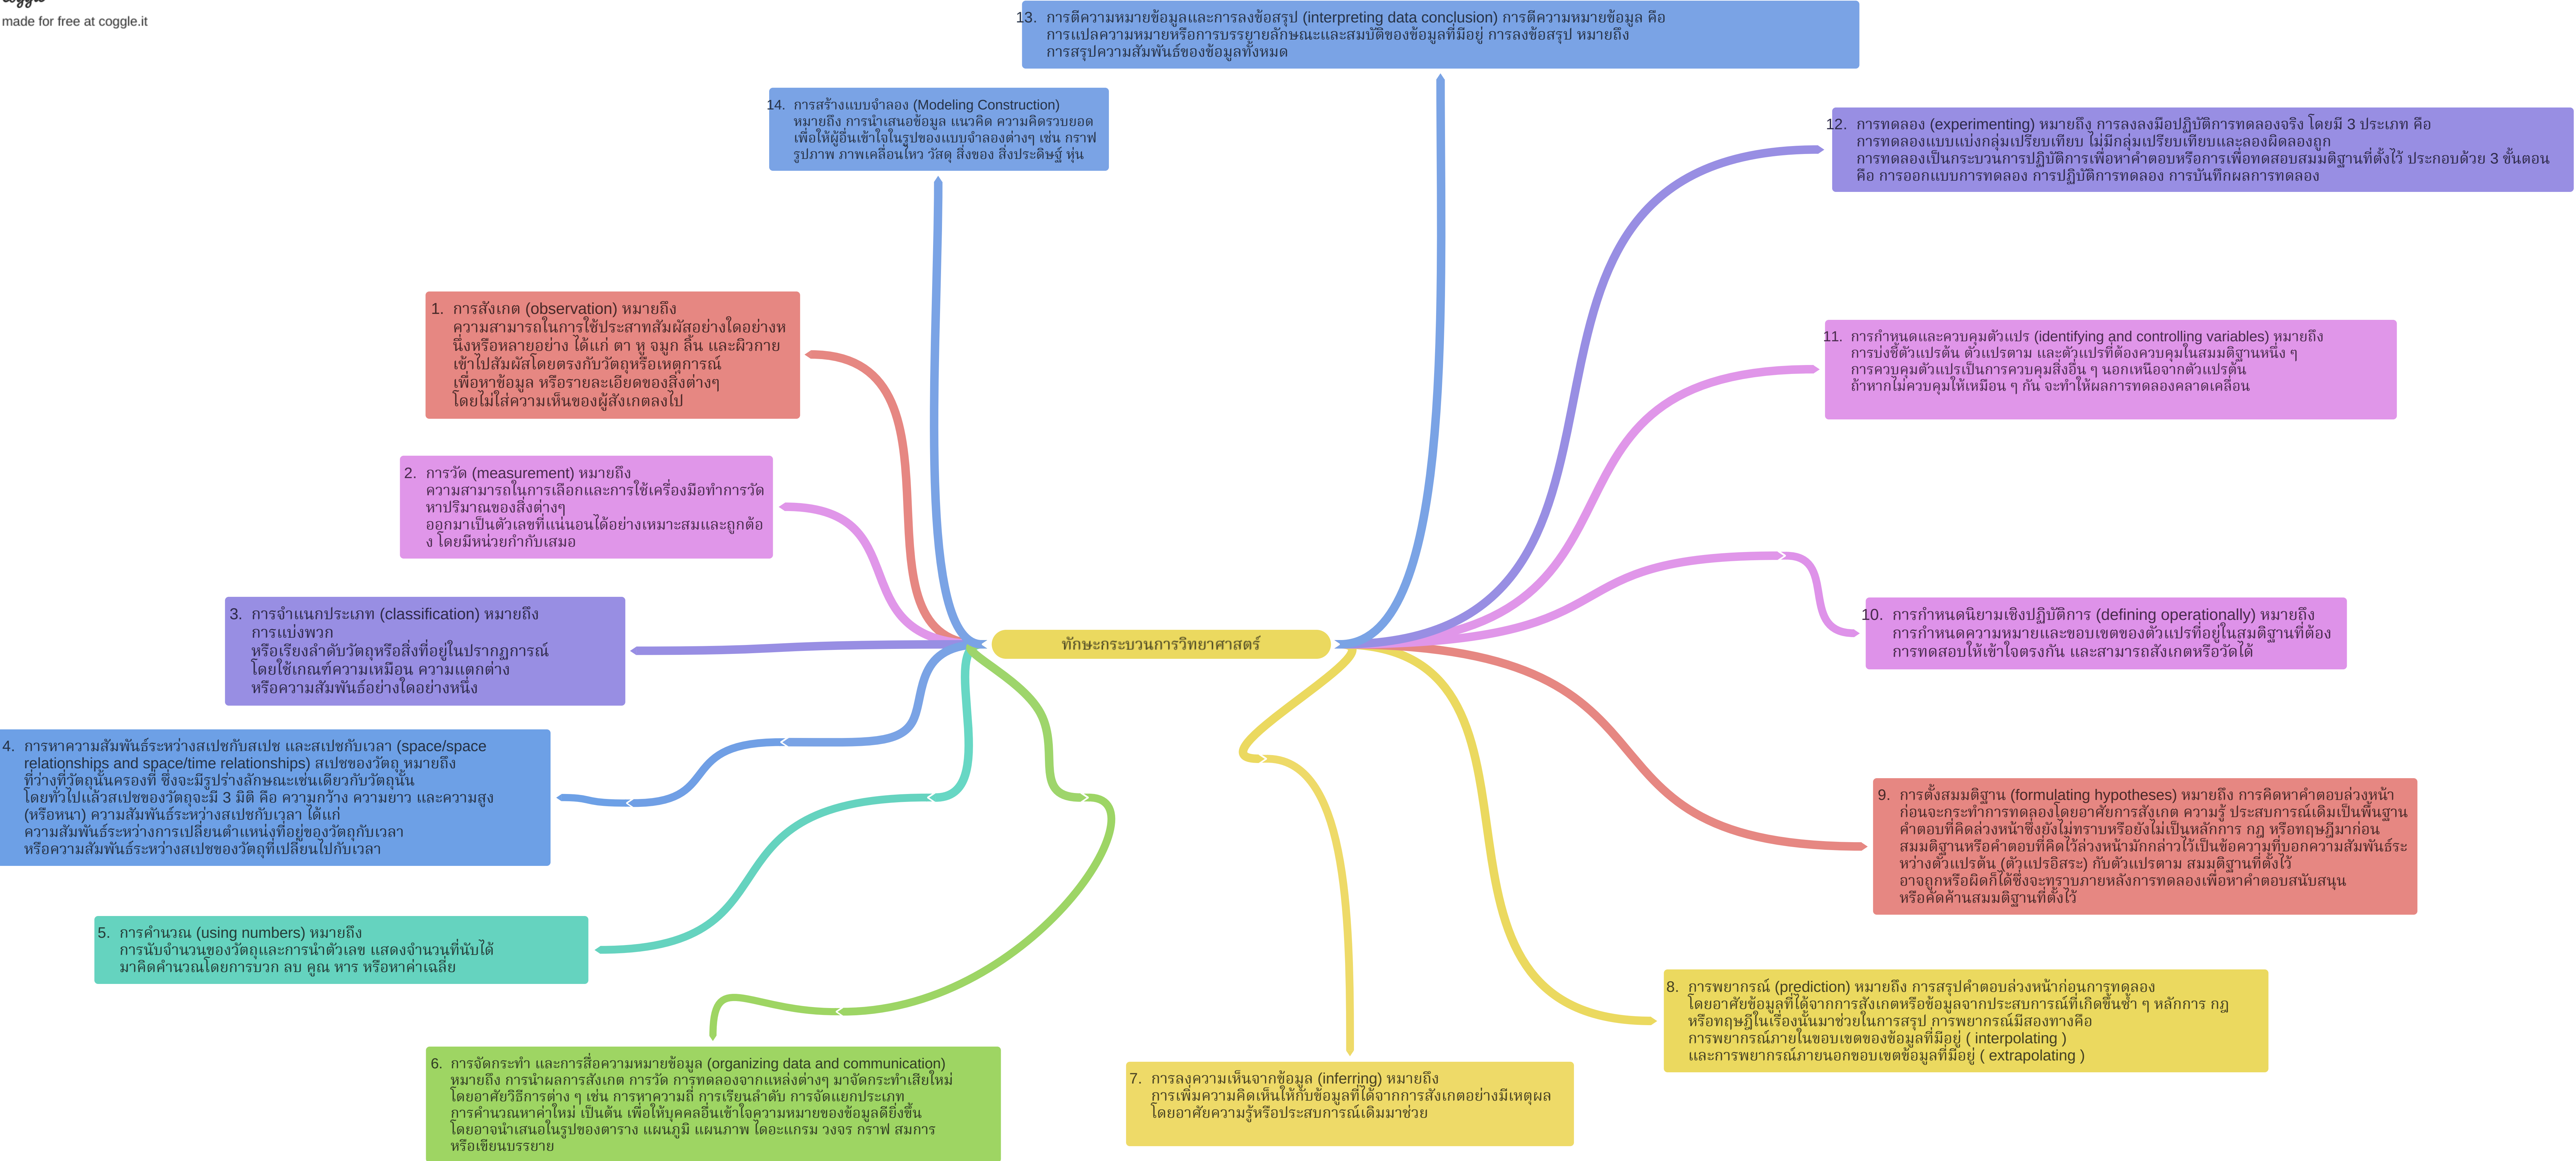 made for free at coggle.it
ทักษะกระบวนการวิทยาศาสตร์
1. การสังเกต (observation) หมายถึง
ความสามารถในการใช้ประสาทสัมผัสอย่างใดอย่างห
นึ่งหรือหลายอย่าง ได้แก่ ตา หู จมูก ลิ้น และผิวกาย
เข้าไปสัมผัสโดยตรงกับวัตถุหรือเหตุการณ์
เพื่อหาข้อมูล หรือรายละเอียดของสิ่งต่างๆ
โดยไม่ใส่ความเห็นของผู้สังเกตลงไป
2. การวัด (measurement) หมายถึง
ความสามารถในการเลือกและการใช้เครื่องมือทำการวัด
หาปริมาณของสิ่งต่างๆ
ออกมาเป็นตัวเลขที่แน่นอนได้อย่างเหมาะสมและถูกต้อ
ง โดยมีหน่วยกำกับเสมอ
3. การจำแนกประเภท (classification) หมายถึง
การแบ่งพวก
หรือเรียงลำดับวัตถุหรือสิ่งที่อยู่ในปรากฏการณ์
โดยใช้เกณฑ์ความเหมือน ความแตกต่าง
หรือความสัมพันธ์อย่างใดอย่างหนึ่ง
4. การหาความสัมพันธ์ระหว่างสเปซกับสเปซ และสเปซกับเวลา (space/space
relationships and space/time relationships) สเปซของวัตถุ หมายถึง
ที่ว่างที่วัตถุนั้นครองที่ ซึ่งจะมีรูปร่างลักษณะเช่นเดียวกับวัตถุนั้น
โดยทั่วไปแล้วสเปซของวัตถุจะมี 3 มิติ คือ ความกว้าง ความยาว และความสูง
(หรือหนา) ความสัมพันธ์ระหว่างสเปซกับเวลา ได้แก่
ความสัมพันธ์ระหว่างการเปลี่ยนตำแหน่งที่อยู่ของวัตถุกับเวลา
หรือความสัมพันธ์ระหว่างสเปซของวัตถุที่เปลี่ยนไปกับเวลา
5. การคำนวณ (using numbers) หมายถึง
การนับจำนวนของวัตถุและการนำตัวเลข แสดงจำนวนที่นับได้
มาคิดคำนวณโดยการบวก ลบ คูณ หาร หรือหาค่าเฉลี่ย
6. การจัดกระทำ และการสื่อความหมายข้อมูล (organizing data and communication)
หมายถึง การนำผลการสังเกต การวัด การทดลองจากแหล่งต่างๆ มาจัดกระทำเสียใหม่
โดยอาศัยวิธีการต่าง ๆ เช่น การหาความถี่ การเรียนลำดับ การจัดแยกประเภท
การคำนวณหาค่าใหม่ เป็นต้น เพื่อให้บุคคลอื่นเข้าใจความหมายของข้อมูลดียิ่งขึ้น
โดยอาจนำเสนอในรูปของตาราง แผนภูมิ แผนภาพ ไดอะแกรม วงจร กราฟ สมการ
หรือเขียนบรรยาย
7. การลงความเห็นจากข้อมูล (inferring) หมายถึง
การเพิ่มความคิดเห็นให้กับข้อมูลที่ได้จากการสังเกตอย่างมีเหตุผล
โดยอาศัยความรู้หรือประสบการณ์เดิมมาช่วย
8. การพยากรณ์ (prediction) หมายถึง การสรุปคำตอบล่วงหน้าก่อนการทดลอง
โดยอาศัยข้อมูลที่ได้จากการสังเกตหรือข้อมูลจากประสบการณ์ที่เกิดขึ้นซ้ำ ๆ หลักการ กฎ
หรือทฤษฎีในเรื่องนั้นมาช่วยในการสรุป การพยากรณ์มีสองทางคือ
การพยากรณ์ภายในขอบเขตของข้อมูลที่มีอยู่ ( interpolating )
และการพยากรณ์ภายนอกขอบเขตข้อมูลที่มีอยู่ ( extrapolating )
9. การตั้งสมมติฐาน (formulating hypotheses) หมายถึง การคิดหาคำตอบล่วงหน้า
ก่อนจะกระทำการทดลองโดยอาศัยการสังเกต ความรู้ ประสบการณ์เดิมเป็นพื้นฐาน
คำตอบที่คิดล่วงหน้าซึ่งยังไม่ทราบหรือยังไม่เป็นหลักการ กฎ หรือทฤษฎีมาก่อน
สมมติฐานหรือคำตอบที่คิดไว้ล่วงหน้ามักกล่าวไว้เป็นข้อความที่บอกความสัมพันธ์ระ
หว่างตัวแปรต้น (ตัวแปรอิสระ) กับตัวแปรตาม สมมติฐานที่ตั้งไว้
อาจถูกหรือผิดก็ได้ซึ่งจะทราบภายหลังการทดลองเพื่อหาคำตอบสนับสนุน
หรือคัดค้านสมมติฐานที่ตั้งไว้
10. การกำหนดนิยามเชิงปฏิบัติการ (defining operationally) หมายถึง
การกำหนดความหมายและขอบเขตของตัวแปรที่อยู่ในสมติฐานที่ต้อง
การทดสอบให้เข้าใจตรงกัน และสามารถสังเกตหรือวัดได้
11. การกำหนดและควบคุมตัวแปร (identifying and controlling variables) หมายถึง
การบ่งชี้ตัวแปรต้น ตัวแปรตาม และตัวแปรที่ต้องควบคุมในสมมติฐานหนึ่ง ๆ
การควบคุมตัวแปรเป็นการควบคุมสิ่งอื่น ๆ นอกเหนือจากตัวแปรต้น
ถ้าหากไม่ควบคุมให้เหมือน ๆ กัน จะทำให้ผลการทดลองคลาดเคลื่อน
12. การทดลอง (experimenting) หมายถึง การลงลงมือปฏิบัติการทดลองจริง โดยมี 3 ประเภท คือ
การทดลองแบบแบ่งกลุ่มเปรียบเทียบ ไม่มีกลุ่มเปรียบเทียบและลองผิดลองถูก
การทดลองเป็นกระบวนการปฏิบัติการเพื่อหาคำตอบหรือการเพื่อทดสอบสมมติฐานที่ตั้งไว้ ประกอบด้วย 3 ขั้นตอน
คือ การออกแบบการทดลอง การปฏิบัติการทดลอง การบันทึกผลการทดลอง
13. การตีความหมายข้อมูลและการลงข้อสรุป (interpreting data conclusion) การตีความหมายข้อมูล คือ
การแปลความหมายหรือการบรรยายลักษณะและสมบัติของข้อมูลที่มีอยู่ การลงข้อสรุป หมายถึง
การสรุปความสัมพันธ์ของข้อมูลทั้งหมด
14. การสร้างแบบจำลอง (Modeling Construction)
หมายถึง การนำเสนอข้อมูล แนวคิด ความคิดรวบยอด
เพื่อให้ผู้อื่นเข้าใจในรูปของแบบจำลองต่างๆ เช่น กราฟ
รูปภาพ ภาพเคลื่อนไหว วัสดุ สิ่งของ สิ่งประดิษฐ์ หุ่น